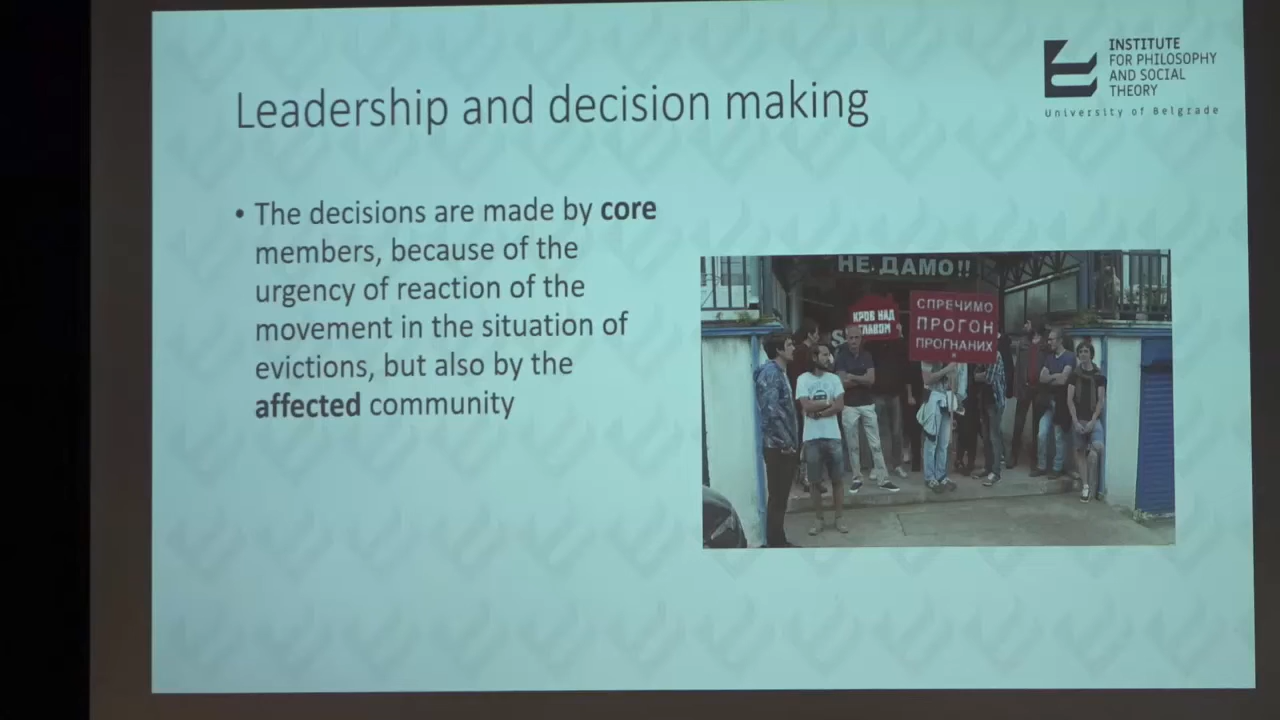 INSTITUTE
FOR PHILOSOPHY
AND SOCIAL
THEORY
University of Belgrade
Leadership and decision making
• The decisions are made by core
members, because of the
urgency of reaction of the
movement in the situation of
evictions, but also by the
affected community
НЕ ДАМО!!
КРОВ НАД
ГЛАВОМ
СПРЕЧИМО
ПРОГОН
ПРОГНАНИХ